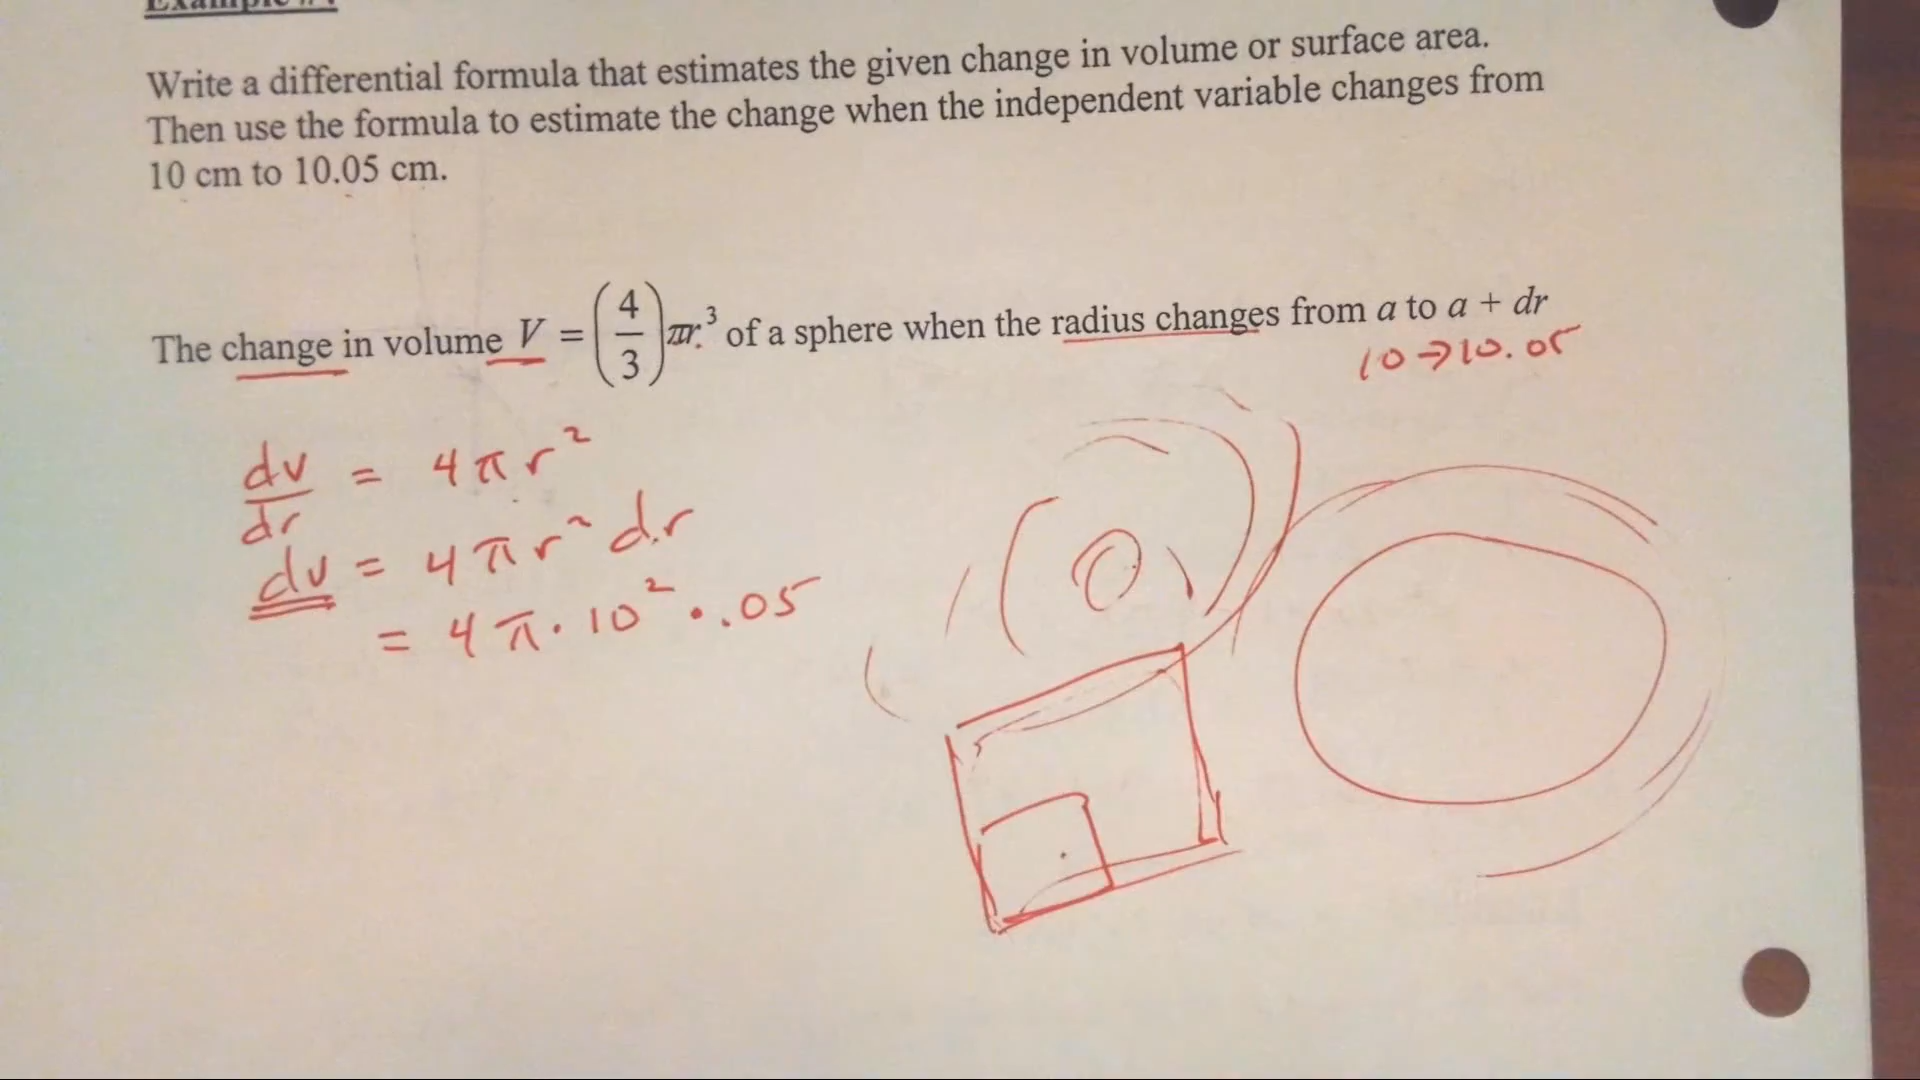 Write a differential formula that estimates the given change in volume or surface area.
Then use the formula to estimate the change when the independent variable changes from
10 cm to 10.05 cm.
The change in volume V = (4/3)πr³ of a sphere when the radius changes from a to a + dr
10 → 10.05
dv/dr = 4πr²
dv = 4πr² dr
= 4π · 10² · .05